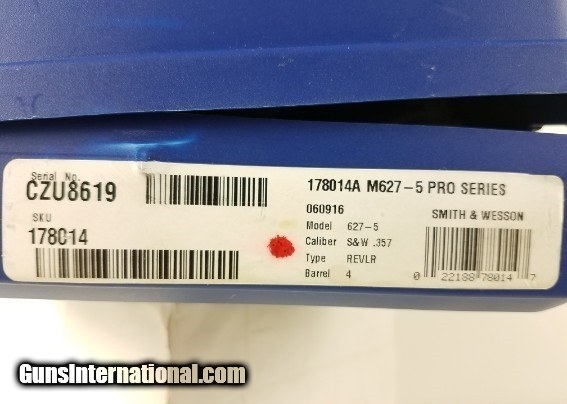 Serial No.
CZU8619
SKU
178014
178014A M627-5 PRO SERIES
060916
Model 627-5
Caliber S&W .357
Type REVLR
Barrel 4
SMITH & WESSON
0 22188 78014 7
GunsInternational.com